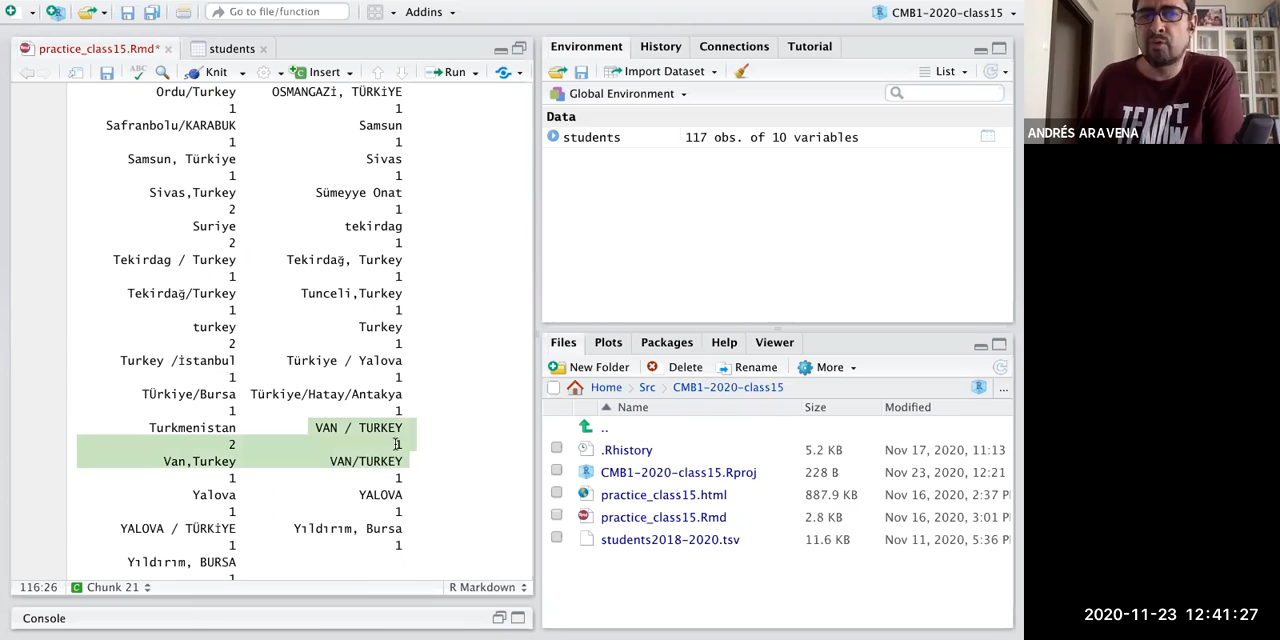 Go to file/function
Addins
CMB1-2020-class15
practice_class15.Rmd*
students
ABC
Knit
Insert
Run
Ordu/Turkey OSMANGAZİ, TÜRKİYE
1 1
Safranbolu/KARABUK Samsun
1 1
Samsun, Türkiye Sivas
1 1
Sivas,Turkey Sümeyye Onat
2 1
Suriye tekirdag
2 1
Tekirdag / Turkey Tekirdağ, Turkey
1 1
Tekirdağ/Turkey Tunceli,Turkey
1 1
turkey Turkey
2 1
Turkey /İstanbul Türkiye / Yalova
1 1
TÜrkiye/Bursa Türkiye/Hatay/Antakya
1 1
Turkmenistan VAN / TURKEY
2 1
Van,Turkey VAN/TURKEY
1 1
Yalova YALOVA
1 1
YALOVA / TÜRKİYE Yıldırım, Bursa
1 1
Yıldırım, BURSA
1
116:26 Chunk 21 R Markdown
Console
Environment History Connections Tutorial
Import Dataset List
Global Environment
Data
students 117 obs. of 10 variables
Files Plots Packages Help Viewer
New Folder Delete Rename More
Home Src CMB1-2020-class15 ...
Name Size Modified
..
.Rhistory 5.2 KB Nov 17, 2020, 11:13
CMB1-2020-class15.Rproj 228 B Nov 23, 2020, 12:21
practice_class15.html 887.9 KB Nov 16, 2020, 2:37 P
practice_class15.Rmd 2.8 KB Nov 16, 2020, 3:01 P
students2018-2020.tsv 11.6 KB Nov 11, 2020, 5:36 P
ANDRÉS ARAVENA
2020-11-23 12:41:27